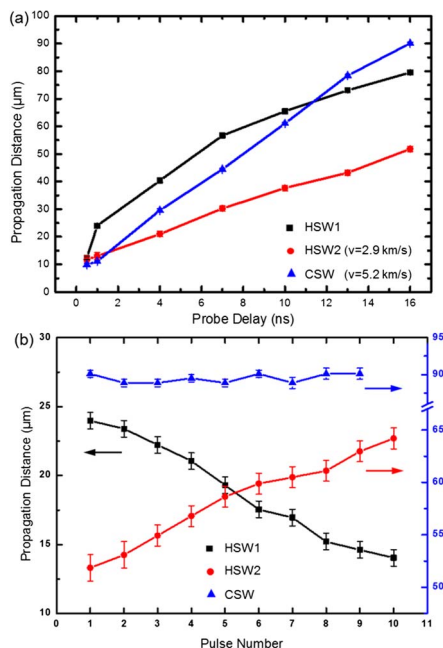 (a)
100
90
80
70
60
50
40
30
20
10
0
Propagation Distance (μm)
HSW1
HSW2 (v=2.9 km/s)
CSW (v=5.2 km/s)
0 2 4 6 8 10 12 14 16
Probe Delay (ns)
(b)
30
25
20
15
10
Propagation Distance (μm)
95
90
65
60
55
50
HSW1
HSW2
CSW
0 1 2 3 4 5 6 7 8 9 10 11
Pulse Number